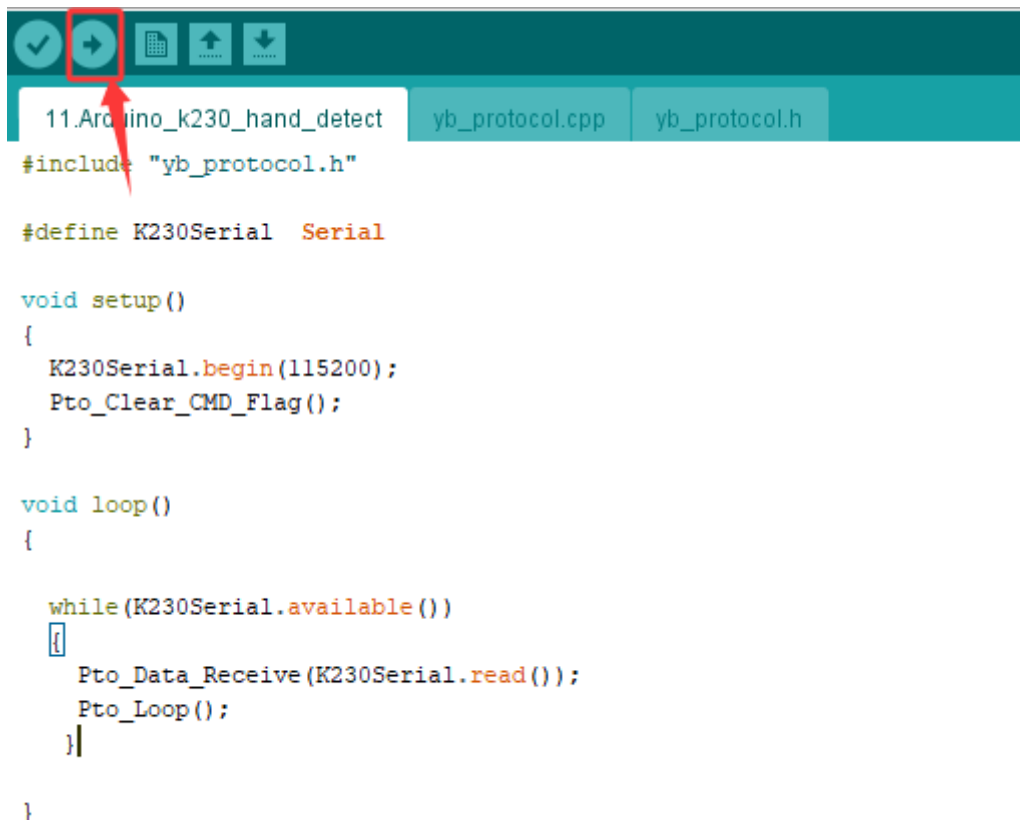 11.Arduino_k230_hand_detect yb_protocol.cpp yb_protocol.h
#include "yb_protocol.h"
#define K230Serial  Serial
void setup()
{
  K230Serial.begin(115200);
  Pto_Clear_CMD_Flag();
}
void loop()
{
  while(K230Serial.available())
  {
    Pto_Data_Receive(K230Serial.read());
    Pto_Loop();
   }
}